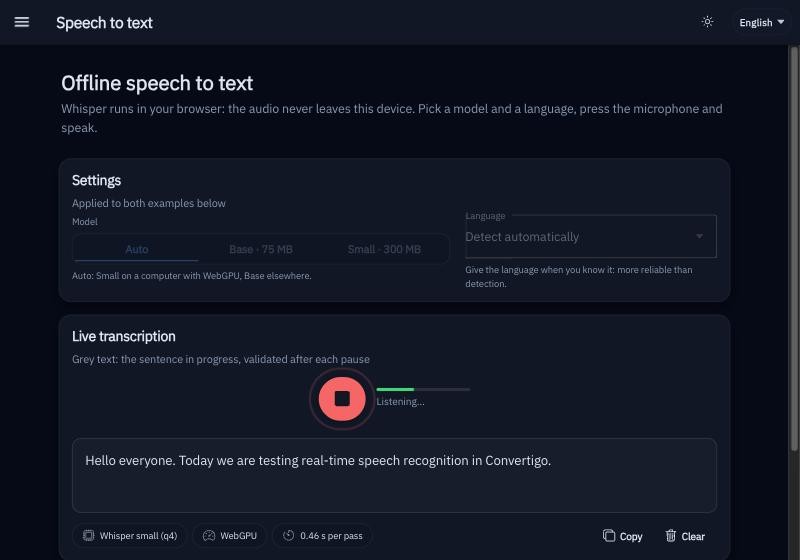 Speech to text
English
Offline speech to text
Whisper runs in your browser: the audio never leaves this device. Pick a model and a language, press the microphone and
speak.
Settings
Applied to both examples below
Model
Auto
Base · 75 MB
Small · 300 MB
Auto: Small on a computer with WebGPU, Base elsewhere.
Language
Detect automatically
Give the language when you know it: more reliable than
detection.
Live transcription
Grey text: the sentence in progress, validated after each pause
Listening...
Hello everyone. Today we are testing real-time speech recognition in Convertigo.
Whisper small (q4)
WebGPU
0.46 s per pass
Copy
Clear